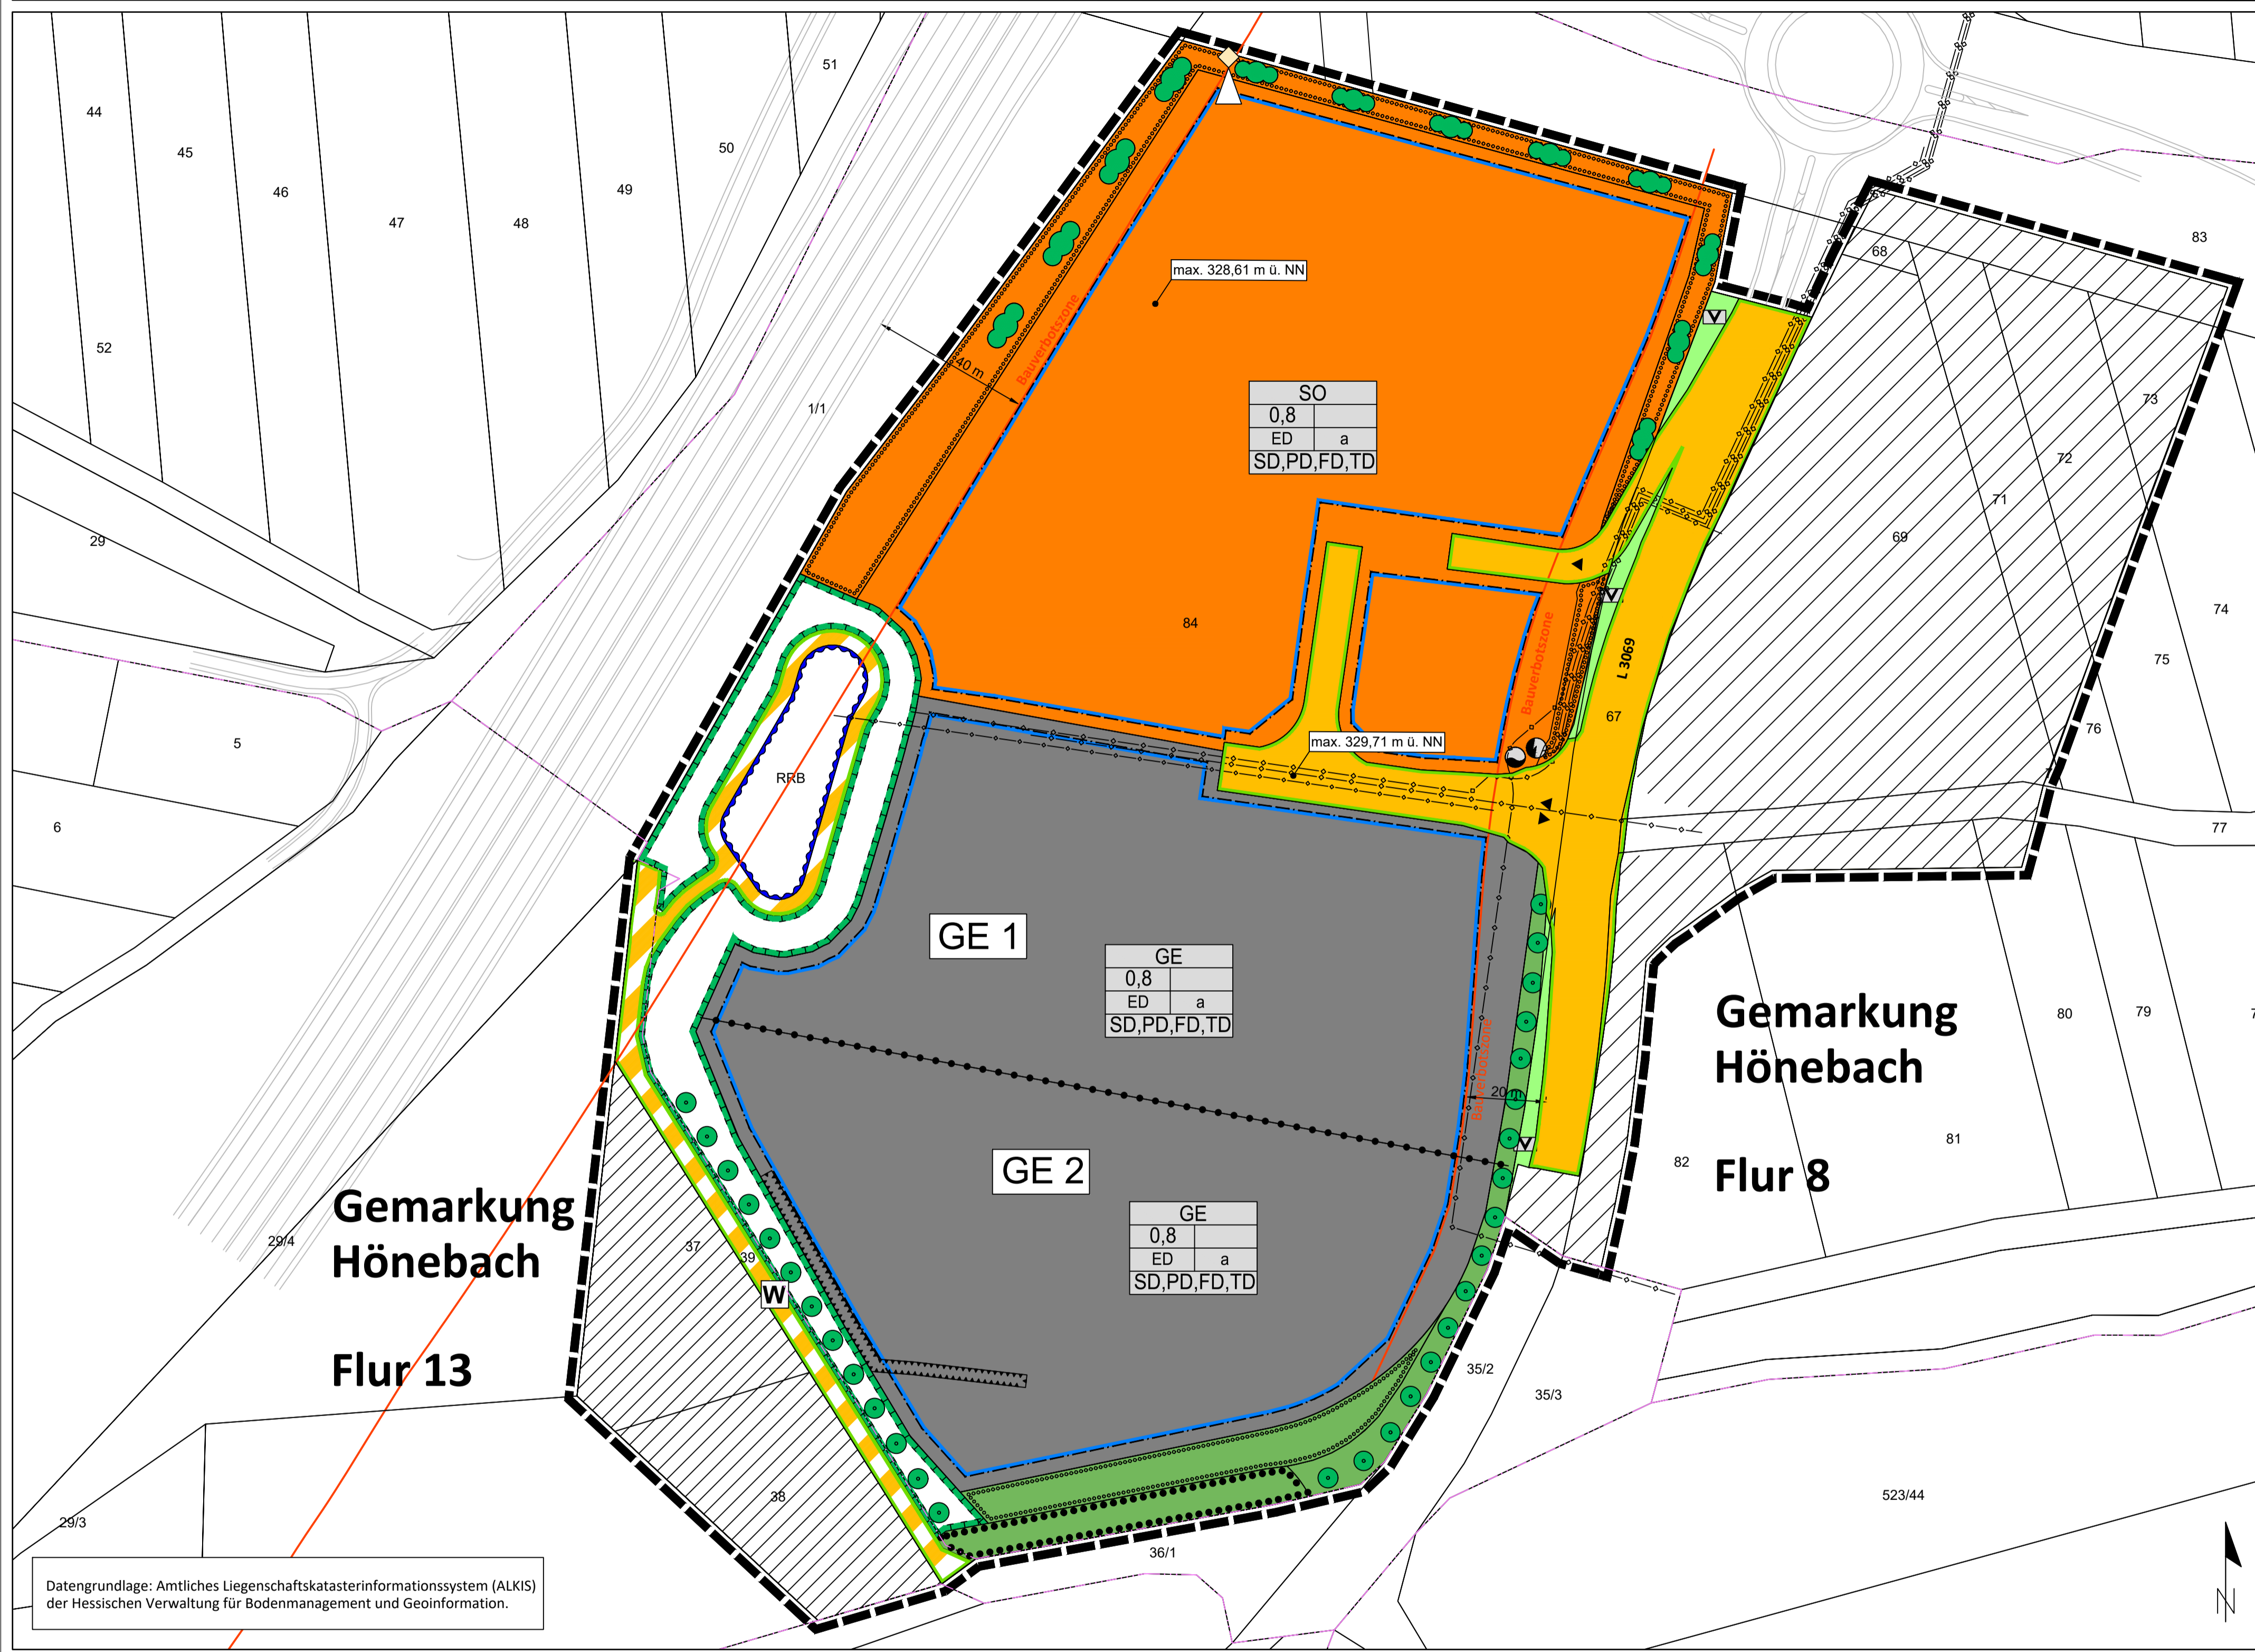 51
44
45
46
47
48
49
50
52
29
1/1
5
6
68
83
73
72
71
69
74
75
76
77
max. 328,61 m ü. NN
Bauverbotszone
40 m
SO
0,8
ED a
SD,PD,FD,TD
84
L 3069
67
Bauverbotszone
max. 329,71 m ü. NN
RRB
GE 1
GE
0,8
ED a
SD,PD,FD,TD
Bauverbotszone
20 m
GE 2
GE
0,8
ED a
SD,PD,FD,TD
Gemarkung
Hönebach
Flur 8
80
79
81
82
Gemarkung
Hönebach
Flur 13
29/4
37
39
W
38
29/3
35/2
35/3
36/1
523/44
Datengrundlage: Amtliches Liegenschaftskatasterinformationssystem (ALKIS)
der Hessischen Verwaltung für Bodenmanagement und Geoinformation.
V
V
V
N